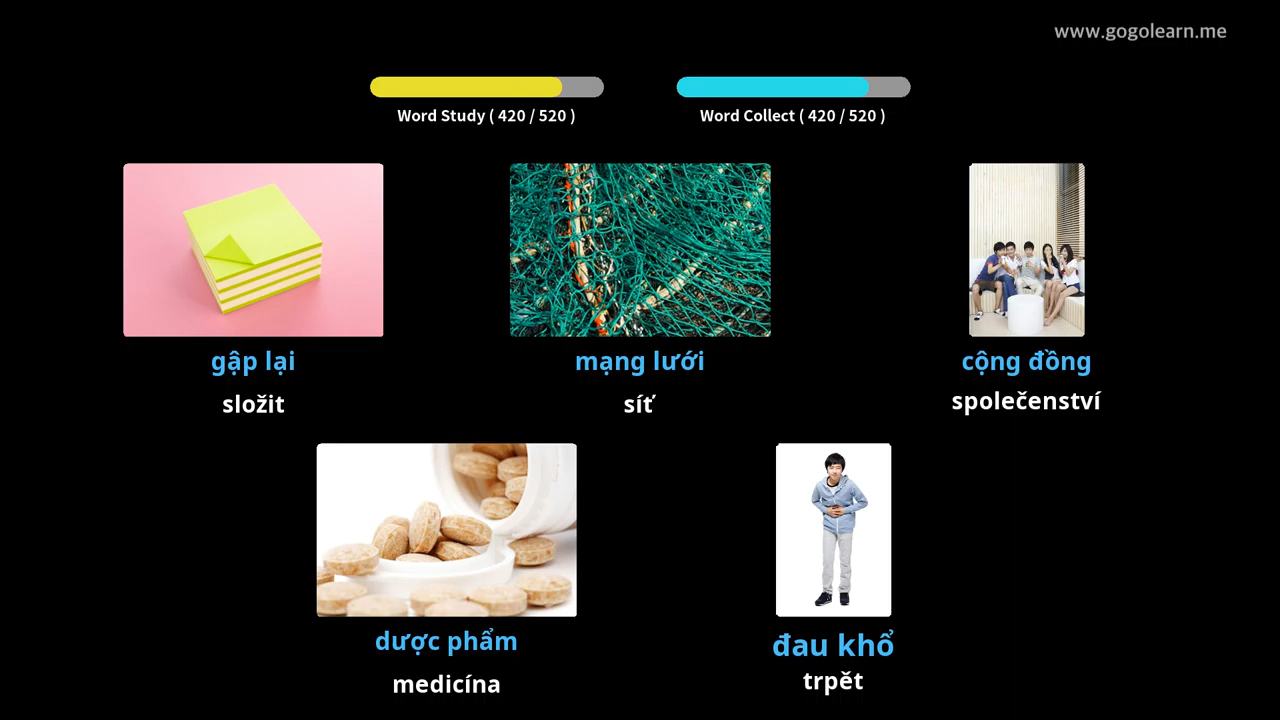 www.gogolearn.me
Word Study ( 420 / 520 )
Word Collect ( 420 / 520 )
gập lại
složit
mạng lưới
síť
cộng đồng
společenství
dược phẩm
medicína
đau khổ
trpět